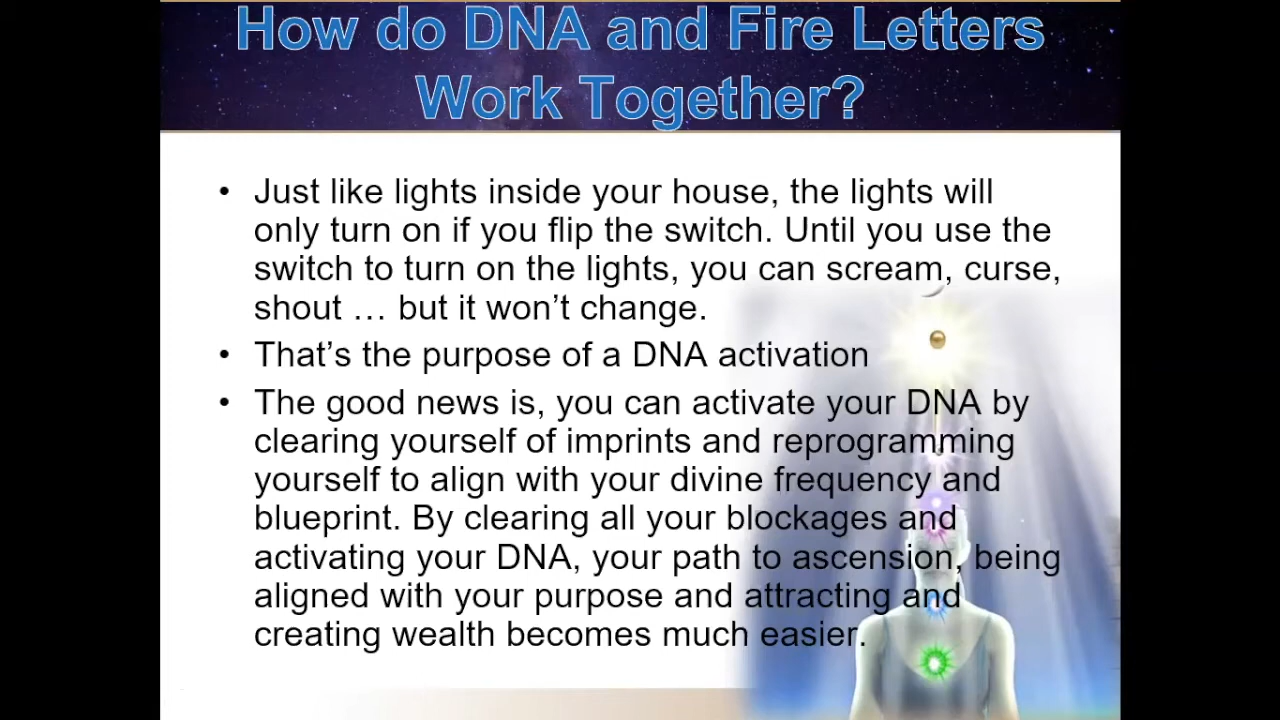 How do DNA and Fire Letters
Work Together?
• Just like lights inside your house, the lights will
only turn on if you flip the switch. Until you use the
switch to turn on the lights, you can scream, curse,
shout … but it won’t change.
• That’s the purpose of a DNA activation
• The good news is, you can activate your DNA by
clearing yourself of imprints and reprogramming
yourself to align with your divine frequency and
blueprint. By clearing all your blockages and
activating your DNA, your path to ascension, being
aligned with your purpose and attracting and
creating wealth becomes much easier.